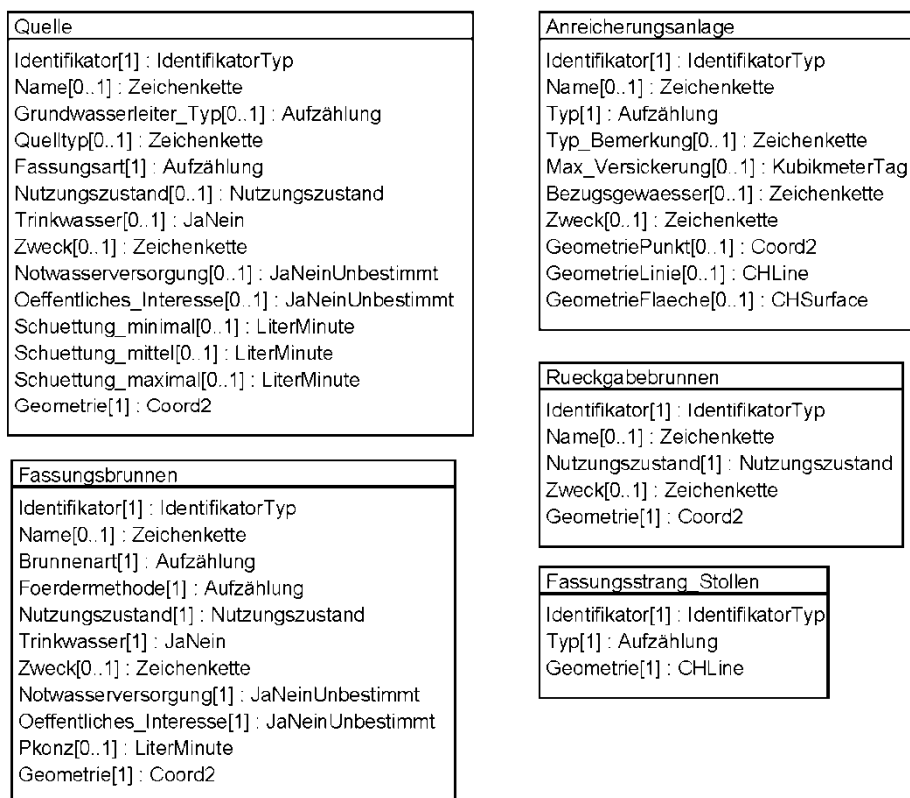 Quelle
Identifikator[1] : IdentifikatorTyp
Name[0..1] : Zeichenkette
Grundwasserleiter_Typ[0..1] : Aufzählung
Quelltyp[0..1] : Zeichenkette
Fassungsart[1] : Aufzählung
Nutzungszustand[0..1] : Nutzungszustand
Trinkwasser[0..1] : JaNein
Zweck[0..1] : Zeichenkette
Notwasserversorgung[0..1] : JaNeinUnbestimmt
Oeffentliches_Interesse[0..1] : JaNeinUnbestimmt
Schuettung_minimal[0..1] : LiterMinute
Schuettung_mittel[0..1] : LiterMinute
Schuettung_maximal[0..1] : LiterMinute
Geometrie[1] : Coord2
Fassungsbrunnen
Identifikator[1] : IdentifikatorTyp
Name[0..1] : Zeichenkette
Brunnenart[1] : Aufzählung
Foerdermethode[1] : Aufzählung
Nutzungszustand[1] : Nutzungszustand
Trinkwasser[1] : JaNein
Zweck[0..1] : Zeichenkette
Notwasserversorgung[1] : JaNeinUnbestimmt
Oeffentliches_Interesse[1] : JaNeinUnbestimmt
Pkonz[0..1] : LiterMinute
Geometrie[1] : Coord2
Anreicherungsanlage
Identifikator[1] : IdentifikatorTyp
Name[0..1] : Zeichenkette
Typ[1] : Aufzählung
Typ_Bemerkung[0..1] : Zeichenkette
Max_Versickerung[0..1] : KubikmeterTag
Bezugsgewaesser[0..1] : Zeichenkette
Zweck[0..1] : Zeichenkette
GeometriePunkt[0..1] : Coord2
GeometrieLinie[0..1] : CHLine
GeometrieFlaeche[0..1] : CHSurface
Rueckgabebrunnen
Identifikator[1] : IdentifikatorTyp
Name[0..1] : Zeichenkette
Nutzungszustand[1] : Nutzungszustand
Zweck[0..1] : Zeichenkette
Geometrie[1] : Coord2
Fassungsstrang_Stollen
Identifikator[1] : IdentifikatorTyp
Typ[1] : Aufzählung
Geometrie[1] : CHLine